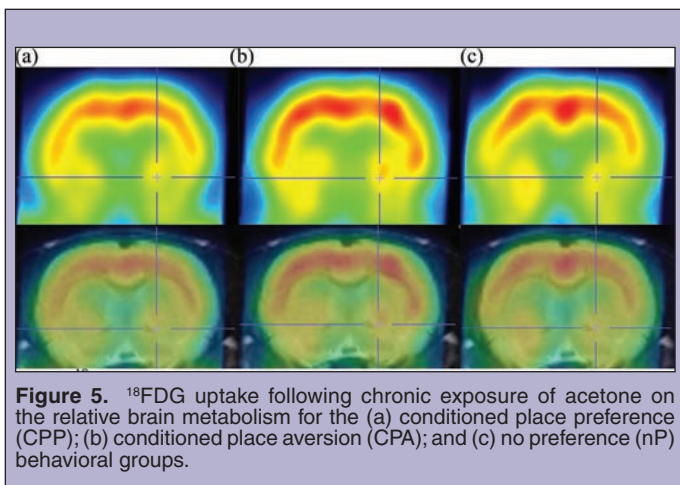 (a) (b) (c)
Figure 5. ¹⁸FDG uptake following chronic exposure of acetone on
the relative brain metabolism for the (a) conditioned place preference
(CPP); (b) conditioned place aversion (CPA); and (c) no preference (nP)
behavioral groups.